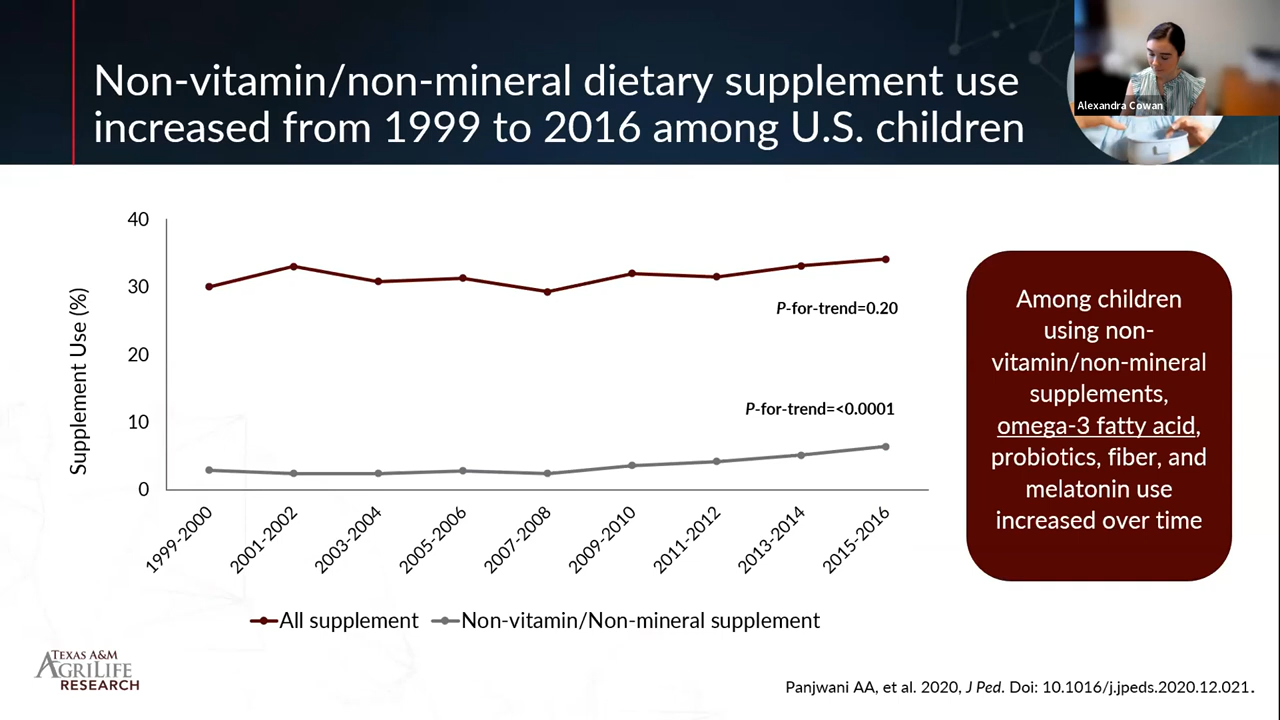 Non-vitamin/non-mineral dietary supplement use
increased from 1999 to 2016 among U.S. children
Alexandra Cowan
40
30
20
10
0
Supplement Use (%)
P-for-trend=0.20
P-for-trend=<0.0001
1999-2000
2001-2002
2003-2004
2005-2006
2007-2008
2009-2010
2011-2012
2013-2014
2015-2016
All supplement
Non-vitamin/Non-mineral supplement
Among children
using non-
vitamin/non-mineral
supplements,
omega-3 fatty acid,
probiotics, fiber, and
melatonin use
increased over time
TEXAS A&M
AGRILIFE
RESEARCH
Panjwani AA, et al. 2020, J Ped. Doi: 10.1016/j.jpeds.2020.12.021.